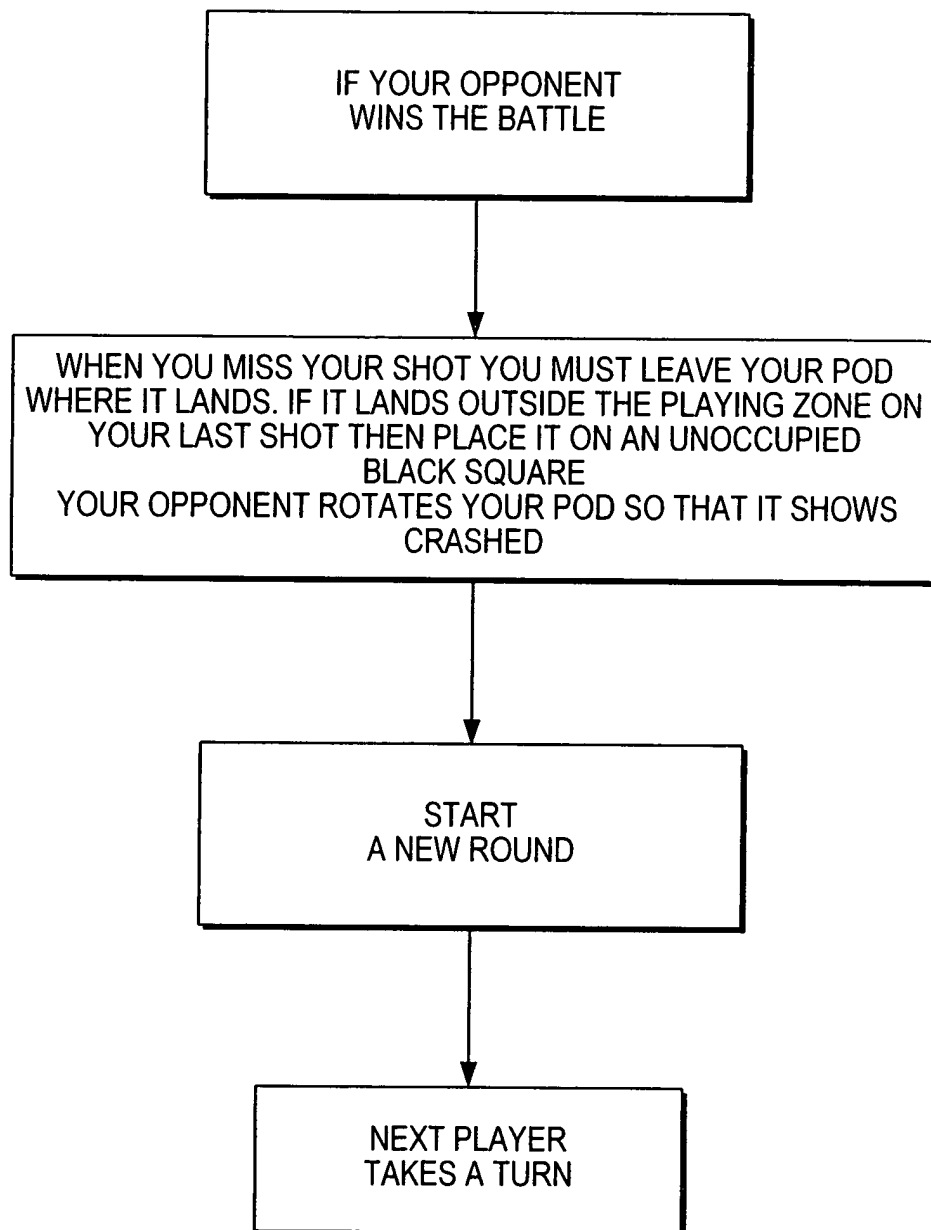 IF YOUR OPPONENT
WINS THE BATTLE
WHEN YOU MISS YOUR SHOT YOU MUST LEAVE YOUR POD
WHERE IT LANDS. IF IT LANDS OUTSIDE THE PLAYING ZONE ON
YOUR LAST SHOT THEN PLACE IT ON AN UNOCCUPIED
BLACK SQUARE
YOUR OPPONENT ROTATES YOUR POD SO THAT IT SHOWS
CRASHED
START
A NEW ROUND
NEXT PLAYER
TAKES A TURN